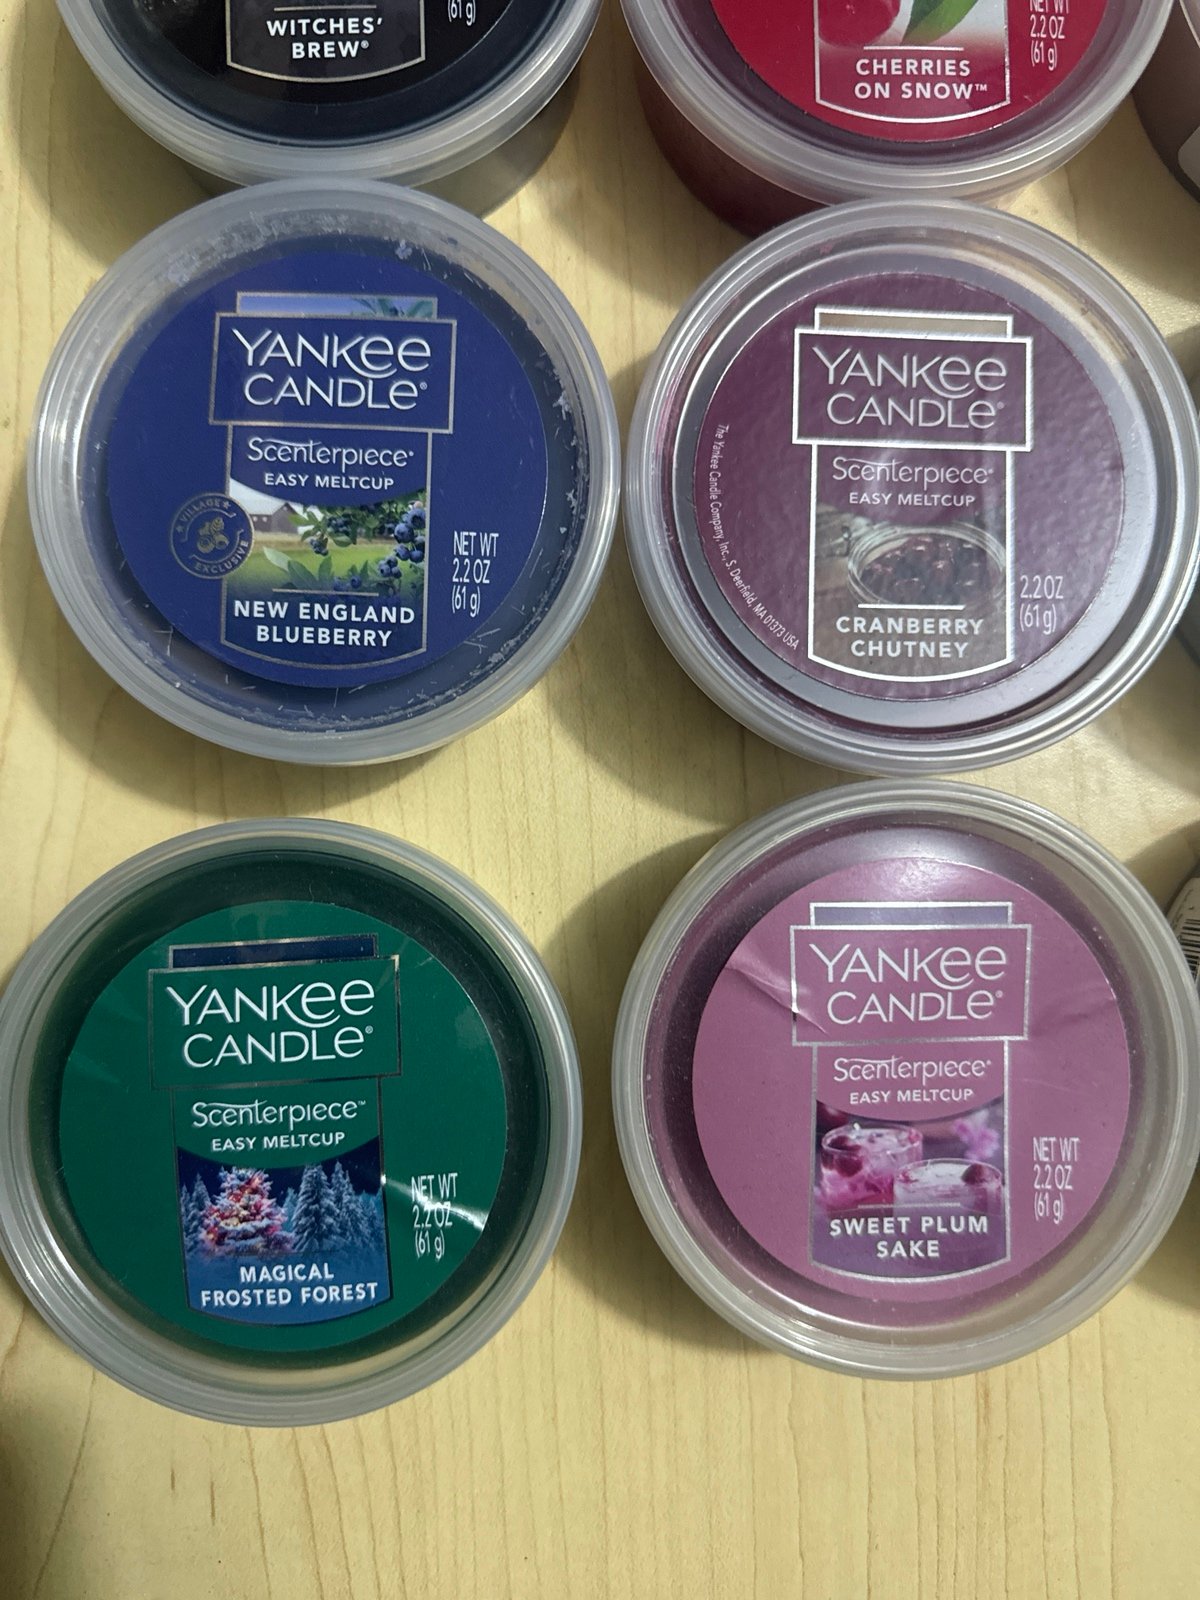 (61 g)
WITCHES'
BREW®
NET WT
2.2 OZ
(61 g)
CHERRIES
ON SNOW™
YANKEE
CANDLE®
Scenterpiece®
EASY MELTCUP
VILLAGE
EXCLUSIVE
NET WT
2.2 OZ
(61 g)
NEW ENGLAND
BLUEBERRY
YANKEE
CANDLE®
Scenterpiece®
EASY MELTCUP
The Yankee Candle Company, Inc., S. Deerfield, MA 01373 USA
2.2 OZ
(61 g)
CRANBERRY
CHUTNEY
YANKEE
CANDLE®
Scenterpiece™
EASY MELTCUP
NET WT
2.2 OZ
(61 g)
MAGICAL
FROSTED FOREST
YANKEE
CANDLE®
Scenterpiece®
EASY MELTCUP
NET WT
2.2 OZ
(61 g)
SWEET PLUM
SAKE